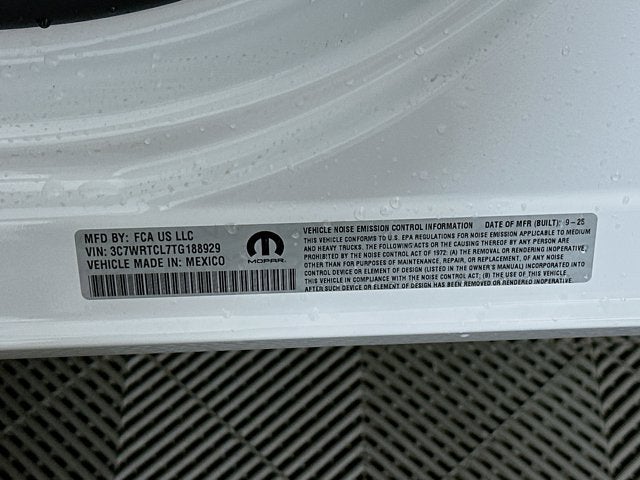 MFD BY: FCA US LLC
VIN: 3C7WRTCL7TG188929
VEHICLE MADE IN: MEXICO
MOPAR.
VEHICLE NOISE EMISSION CONTROL INFORMATION DATE OF MFR (BUILT): 9-25
THIS VEHICLE CONFORMS TO U.S. EPA REGULATIONS FOR NOISE EMISSION APPLICABLE TO MEDIUM
AND HEAVY TRUCKS. THE FOLLOWING ACTS OR THE CAUSING THEREOF BY ANY PERSON ARE
PROHIBITED BY THE NOISE CONTROL ACT OF 1972: (A) THE REMOVAL OR RENDERING INOPERATIVE,
OTHER THAN FOR PURPOSES OF MAINTENANCE, REPAIR, OR REPLACEMENT, OF ANY NOISE
CONTROL DEVICE OR ELEMENT OF DESIGN (LISTED IN THE OWNER'S MANUAL) INCORPORATED INTO
THIS VEHICLE IN COMPLIANCE WITH THE NOISE CONTROL ACT; (B) THE USE OF THIS VEHICLE
AFTER SUCH DEVICE OR ELEMENT OF DESIGN HAS BEEN REMOVED OR RENDERED INOPERATIVE.